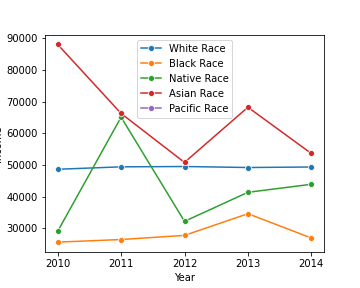 90000
80000
70000
60000
50000
40000
30000
White Race
Black Race
Native Race
Asian Race
Pacific Race
2010 2011 2012 2013 2014
Year